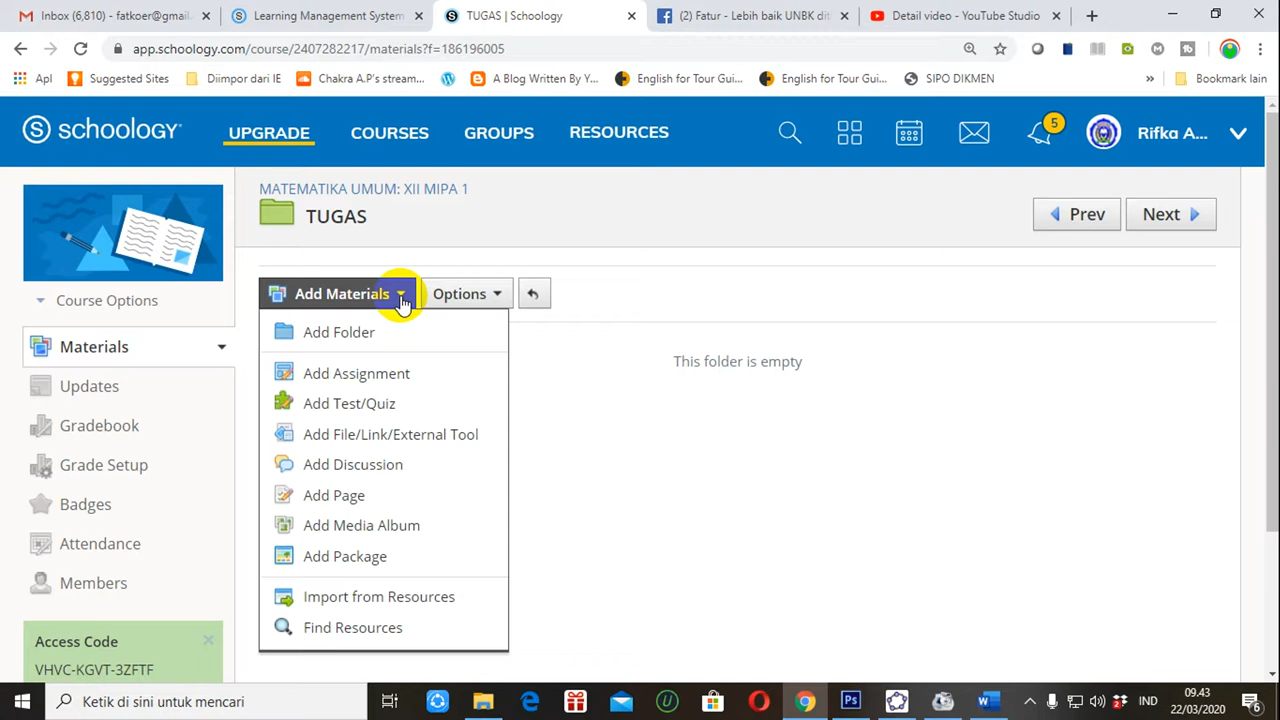 Inbox (6,810) - fatkoer@gmail.
Learning Management System
TUGAS | Schoology
(2) Fatur - Lebih baik UNBK dit
Detail video - YouTube Studio
app.schoology.com/course/2407282217/materials?f=186196005
Apl
Suggested Sites
Diimpor dari IE
Chakra A.P's stream...
A Blog Written By Y...
English for Tour Gui...
English for Tour Gui...
SIPO DIKMEN
»
Bookmark lain
S schoology
UPGRADE
COURSES
GROUPS
RESOURCES
5
Rifka A...
MATEMATIKA UMUM: XII MIPA 1
TUGAS
Prev
Next
Course Options
Add Materials
Options
Materials
Updates
Gradebook
Grade Setup
Badges
Attendance
Members
Add Folder
Add Assignment
Add Test/Quiz
Add File/Link/External Tool
Add Discussion
Add Page
Add Media Album
Add Package
Import from Resources
Find Resources
This folder is empty
Access Code
VHVC-KGVT-3ZFTF
Ketik di sini untuk mencari
IND
09.43
22/03/2020
6